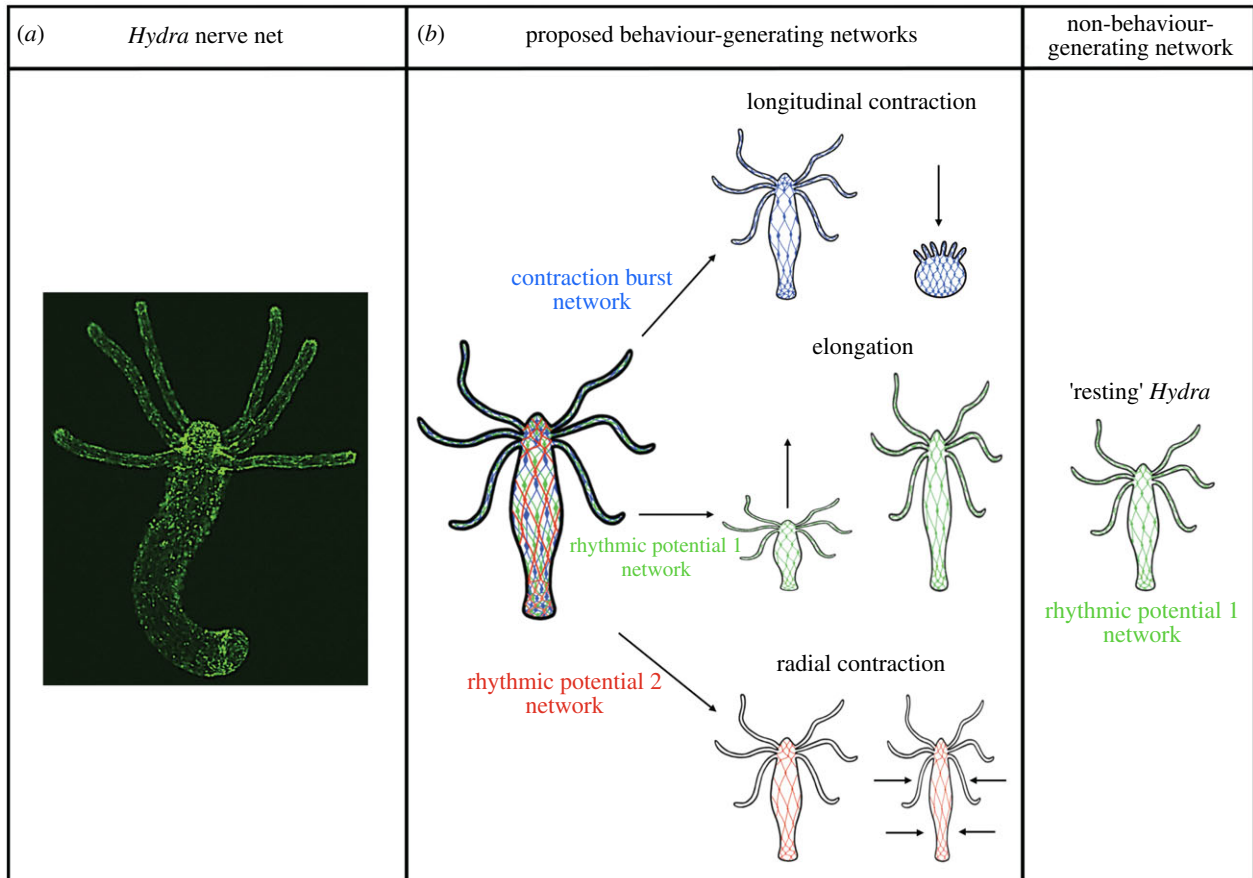 (a)
Hydra nerve net
(b)
proposed behaviour-generating networks
non-behaviour-
generating network
longitudinal contraction
contraction burst
network
elongation
rhythmic potential 1
network
radial contraction
rhythmic potential 2
network
'resting' Hydra
rhythmic potential 1
network